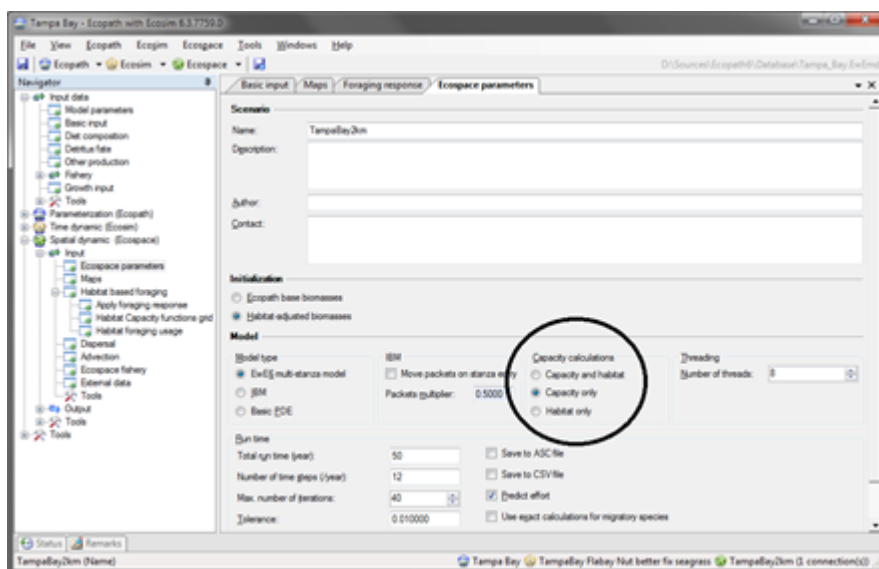 Tampa Bay - Ecopath with Ecosim 6.3.7759.0
File View Ecopath Ecosim Ecospace Tools Windows Help
Ecopath Ecosim Ecospace D:\Sources\Ecopath6\Database\Tampa_Bay.EwEmd
Navigator
Input data
Model parameters
Basic input
Diet composition
Detritus fate
Other production
Fishery
Growth input
Tools
Parameterization (Ecopath)
Time dynamic (Ecosim)
Spatial dynamic (Ecospace)
Input
Ecospace parameters
Maps
Habitat based foraging
Apply foraging response
Habitat Capacity functions grid
Habitat foraging usage
Dispersal
Advection
Ecospace fishery
External data
Tools
Output
Tools
Tools
Basic input Maps Foraging response Ecospace parameters
Scenario
Name: TampaBay2km
Description:
Author:
Contact:
Initialization
Ecopath base biomasses
Habitat-adjusted biomasses
Model
Model type IBM Capacity calculations Threading
EwE5 multi-stanza model Move packets on stanza entry Capacity and habitat Number of threads: 8
IBM Packets multiplier: 0.5000 Capacity only
Basic PDE Habitat only
Run time
Total run time (year): 50 Save to ASC file
Number of time steps (/year): 12 Save to CSV file
Max. number of iterations: 40 Predict effort
Tolerance: 0.010000 Use exact calculations for migratory species
Status Remarks
TampaBay2km (Name) Tampa Bay TampaBay Flabay Nut better fix seagrass TampaBay2km (1 connection(s))